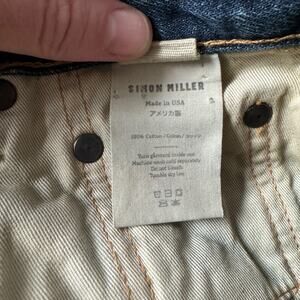 SIMON MILLER
Made in USA
アメリカ製
100% Cotton / Coton / コットン
Turn garment inside out
Machine wash cold separately
Do not bleach
Tumble dry low